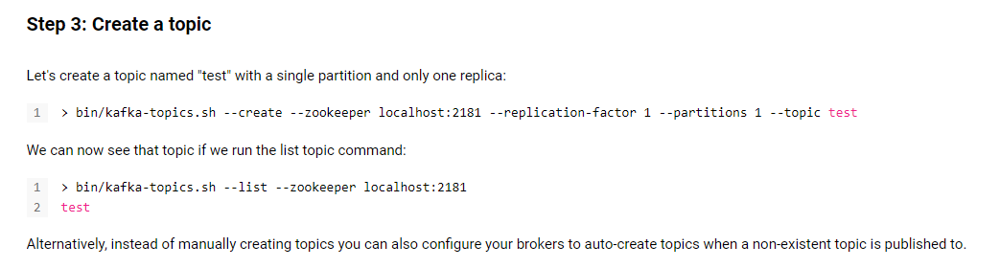 Step 3: Create a topic
Let's create a topic named "test" with a single partition and only one replica:
1 > bin/kafka-topics.sh --create --zookeeper localhost:2181 --replication-factor 1 --partitions 1 --topic test
We can now see that topic if we run the list topic command:
1 > bin/kafka-topics.sh --list --zookeeper localhost:2181
2 test
Alternatively, instead of manually creating topics you can also configure your brokers to auto-create topics when a non-existent topic is published to.